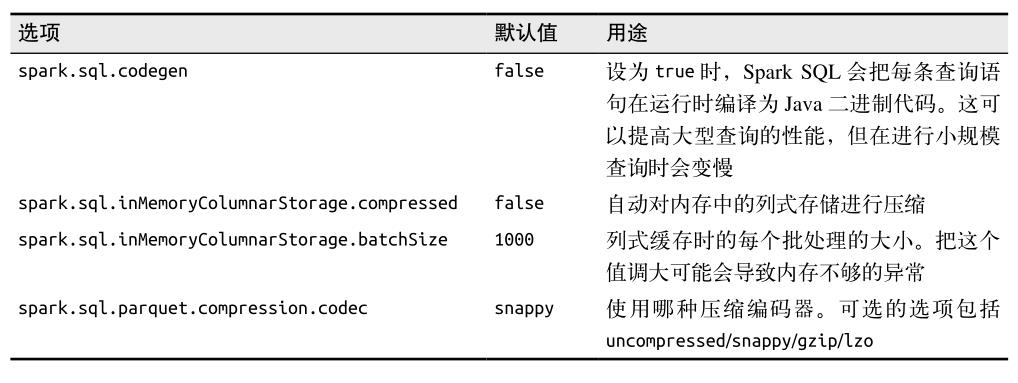 选项 默认值 用途
spark.sql.codegen false 设为 true 时，Spark SQL 会把每条查询语
句在运行时编译为 Java 二进制代码。这可
以提高大型查询的性能，但在进行小规模
查询时会变慢
spark.sql.inMemoryColumnarStorage.compressed false 自动对内存中的列式存储进行压缩
spark.sql.inMemoryColumnarStorage.batchSize 1000 列式缓存时的每个批处理的大小。把这个
值调大可能会导致内存不够的异常
spark.sql.parquet.compression.codec snappy 使用哪种压缩编码器。可选的选项包括
uncompressed/snappy/gzip/lzo